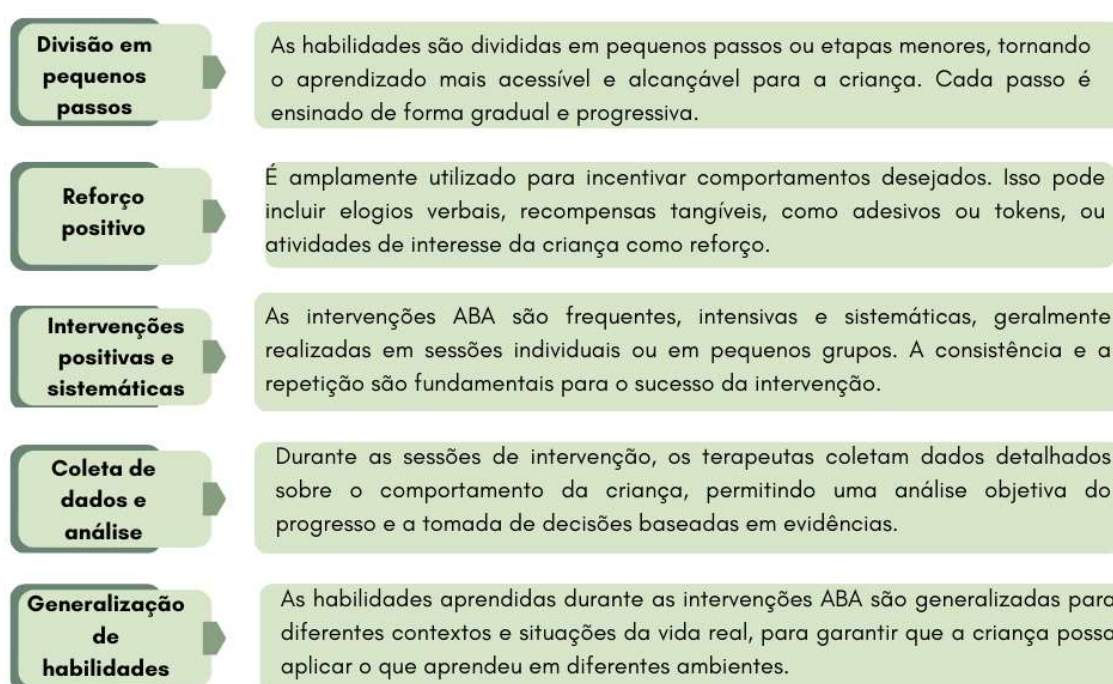 Divisão em
pequenos
passos
As habilidades são divididas em pequenos passos ou etapas menores, tornando
o aprendizado mais acessível e alcançável para a criança. Cada passo é
ensinado de forma gradual e progressiva.
Reforço
positivo
É amplamente utilizado para incentivar comportamentos desejados. Isso pode
incluir elogios verbais, recompensas tangíveis, como adesivos ou tokens, ou
atividades de interesse da criança como reforço.
Intervenções
positivas e
sistemáticas
As intervenções ABA são frequentes, intensivas e sistemáticas, geralmente
realizadas em sessões individuais ou em pequenos grupos. A consistência e a
repetição são fundamentais para o sucesso da intervenção.
Coleta de
dados e
análise
Durante as sessões de intervenção, os terapeutas coletam dados detalhados
sobre o comportamento da criança, permitindo uma análise objetiva do
progresso e a tomada de decisões baseadas em evidências.
Generalização
de
habilidades
As habilidades aprendidas durante as intervenções ABA são generalizadas para
diferentes contextos e situações da vida real, para garantir que a criança possa
aplicar o que aprendeu em diferentes ambientes.